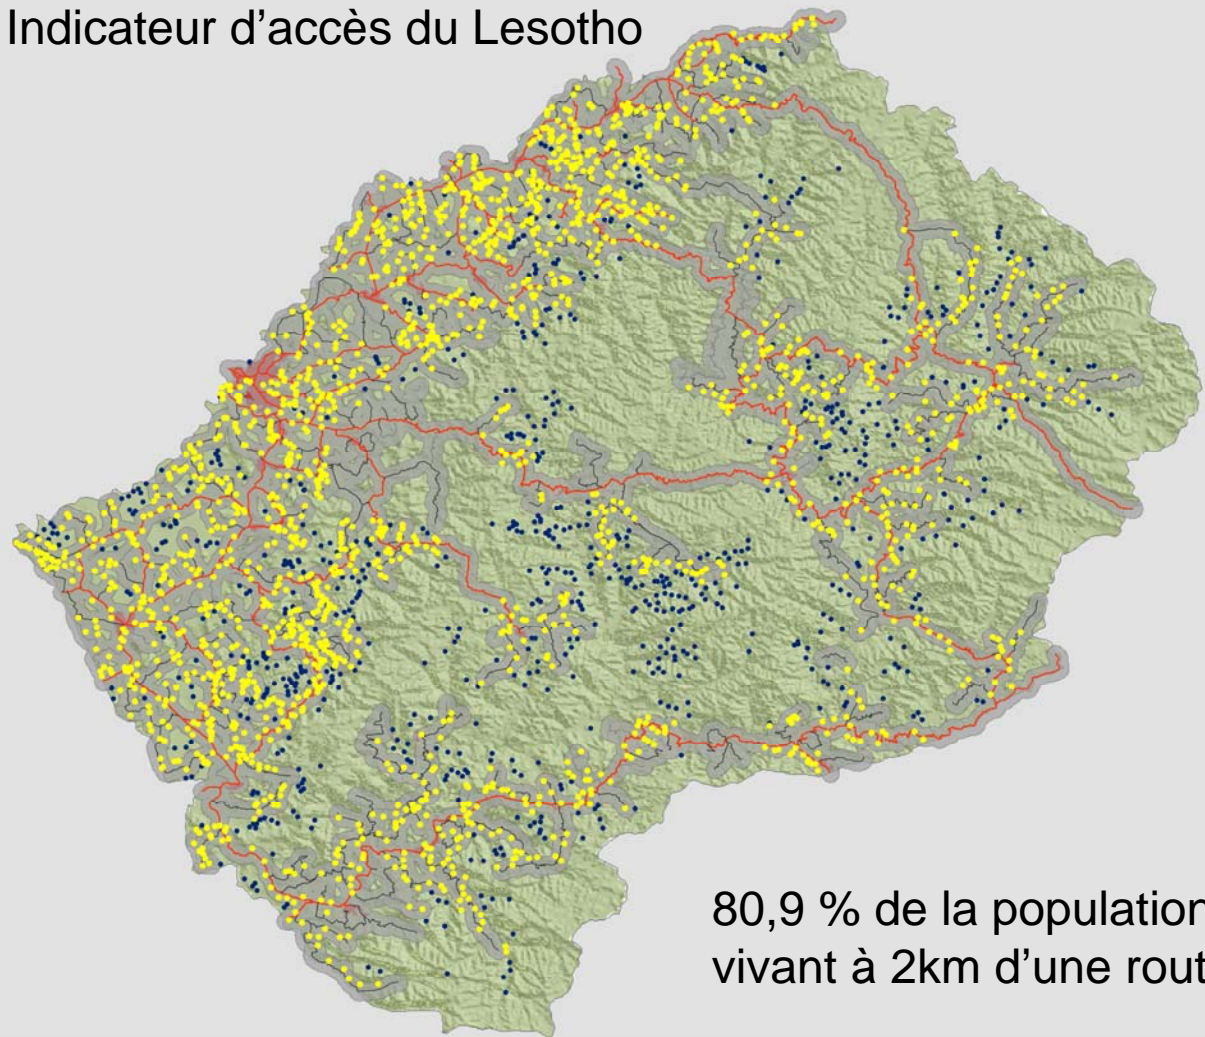 Indicateur d’accès du Lesotho
80,9 % de la population
vivant à 2km d’une rout